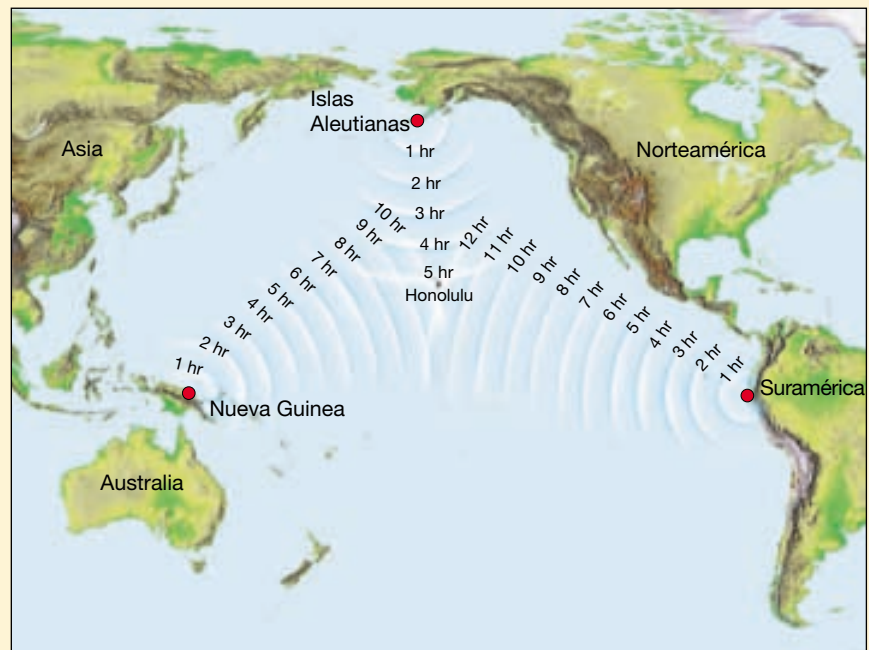 Islas
Aleutianas
Asia
Norteamérica
1 hr
2 hr
3 hr
4 hr
5 hr
Honolulu
10 hr
9 hr
8 hr
7 hr
6 hr
5 hr
4 hr
3 hr
2 hr
1 hr
Nueva Guinea
12 hr
11 hr
10 hr
9 hr
8 hr
7 hr
6 hr
5 hr
4 hr
3 hr
2 hr
1 hr
Suramérica
Australia